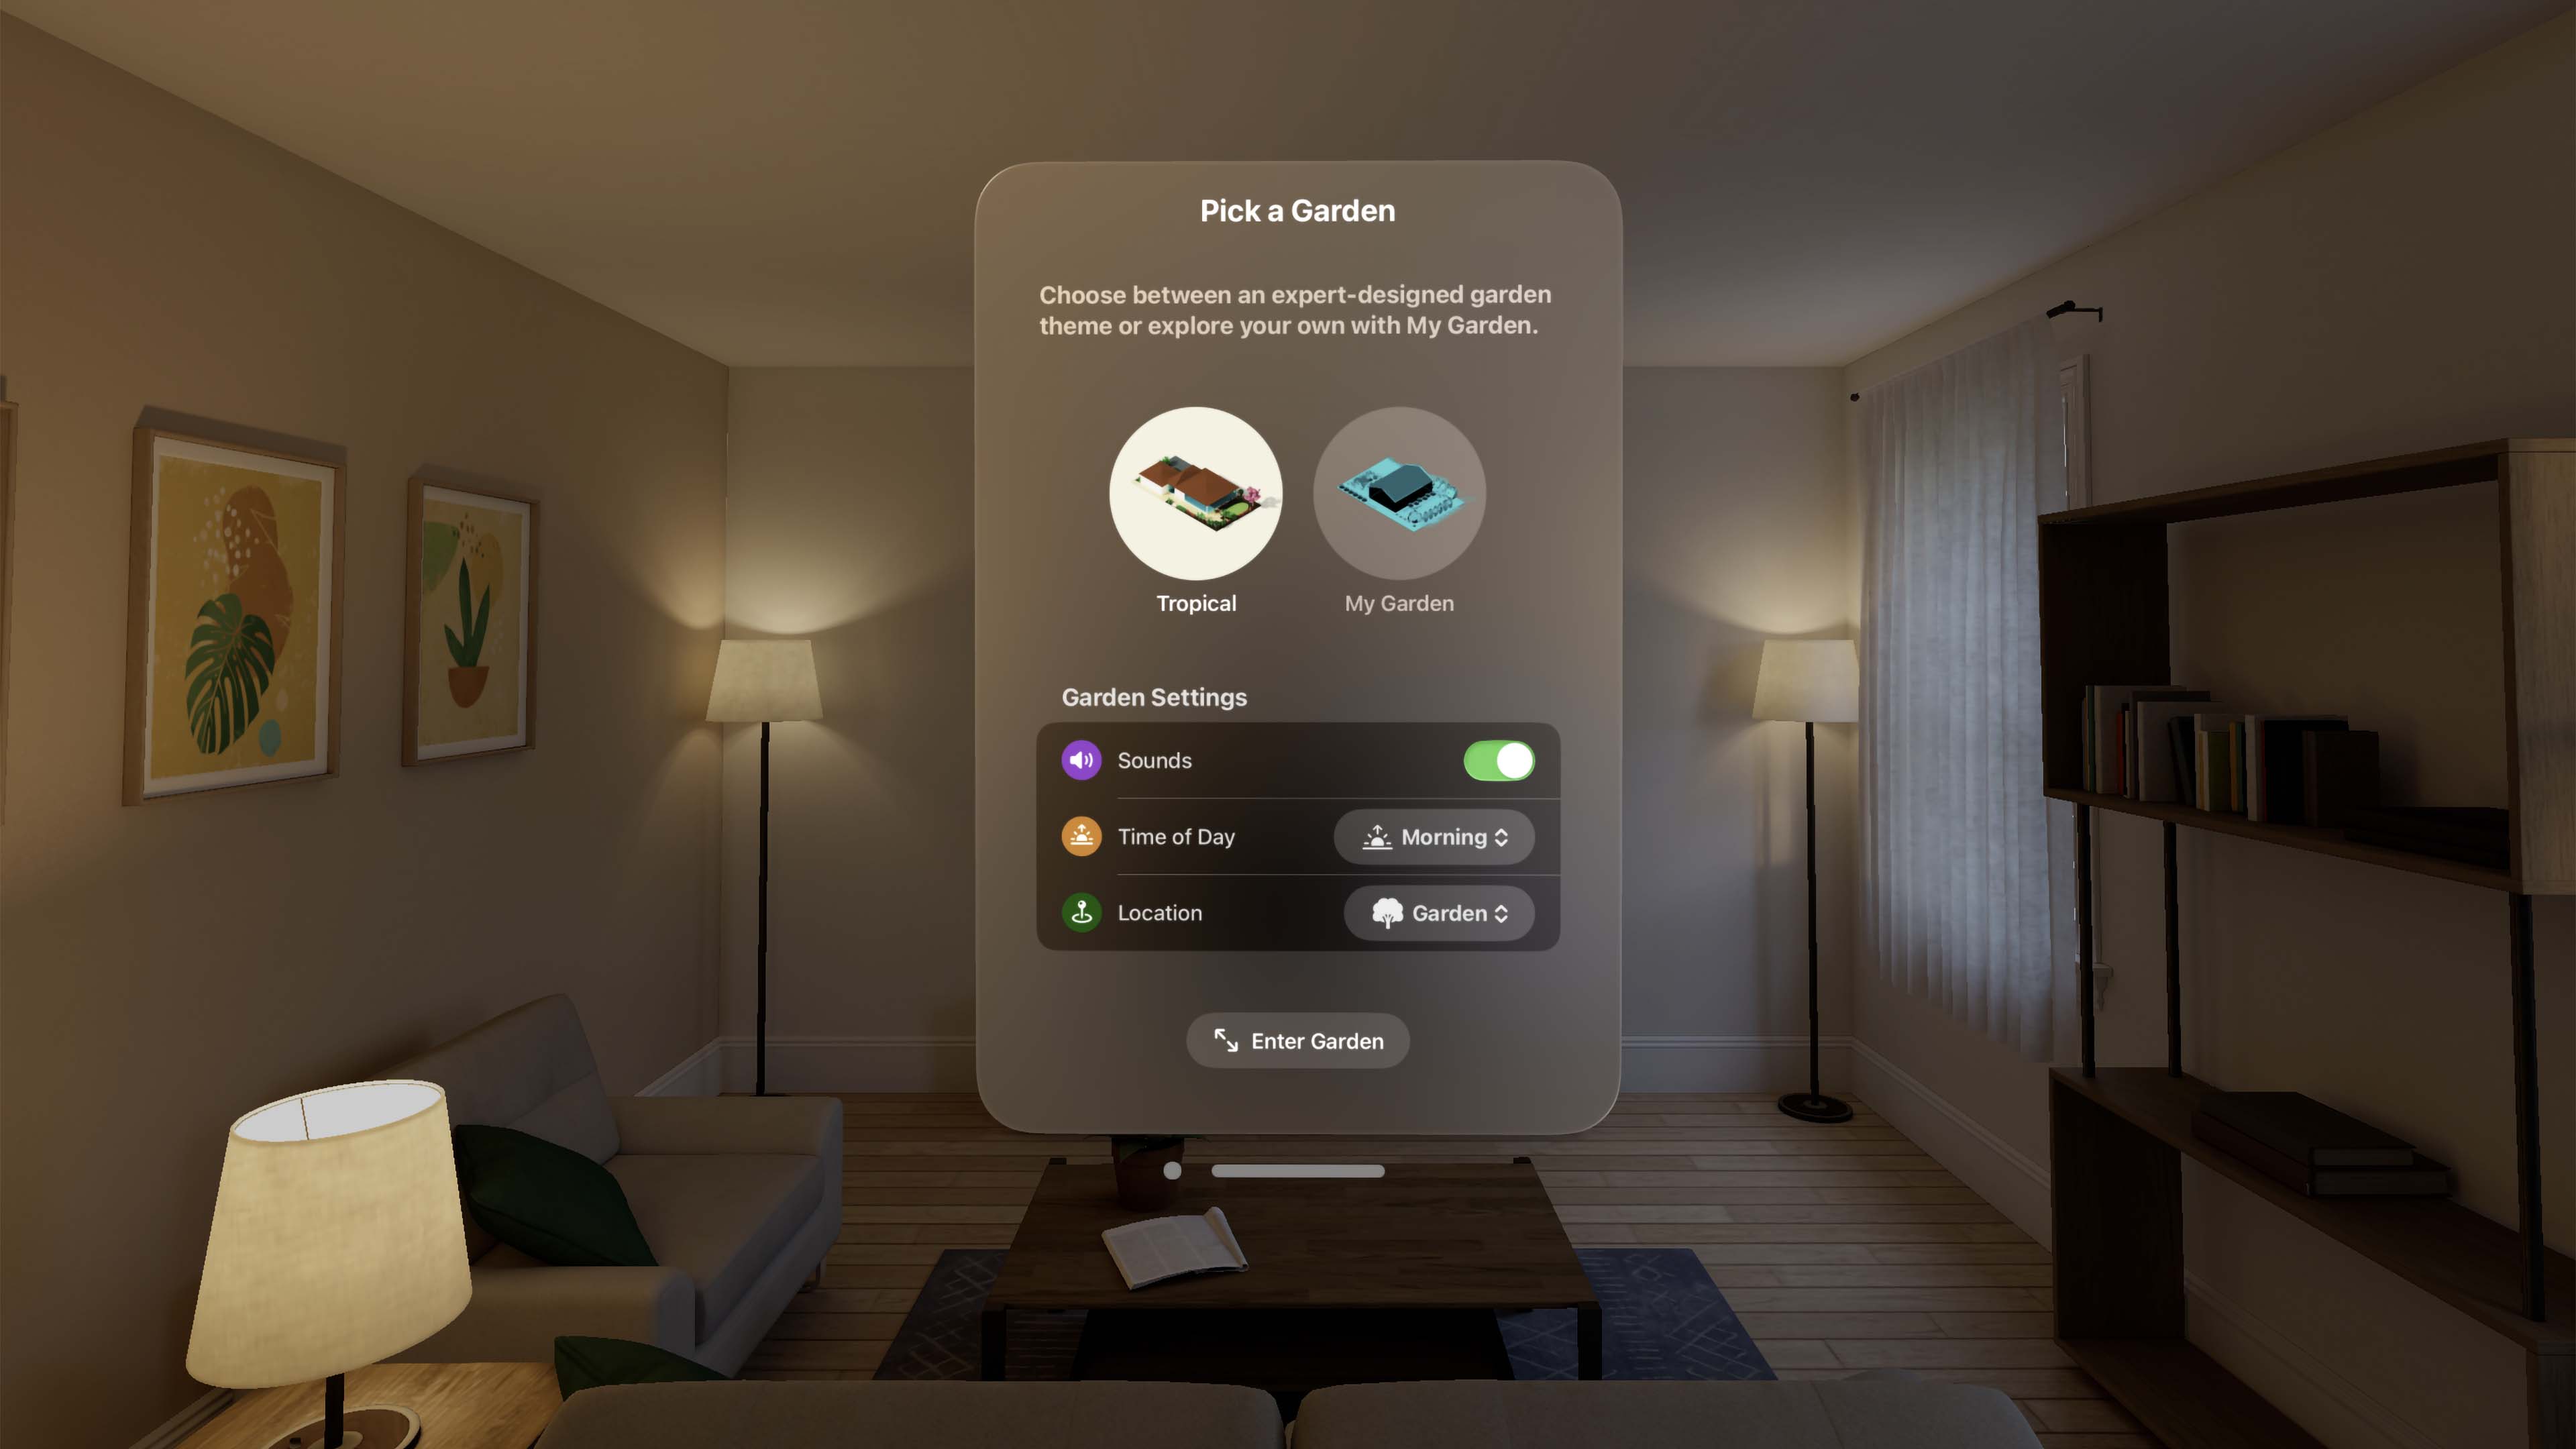 Pick a Garden
Choose between an expert-designed garden
theme or explore your own with My Garden.
Tropical
My Garden
Garden Settings
Sounds
Time of Day
Morning
Location
Garden
Enter Garden